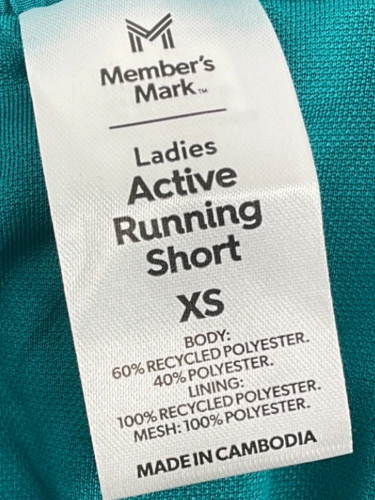 Member's
Mark™
Ladies
Active
Running
Short
XS
BODY:
60% RECYCLED POLYESTER.
40% POLYESTER.
LINING:
100% RECYCLED POLYESTER.
MESH: 100% POLYESTER.
MADE IN CAMBODIA